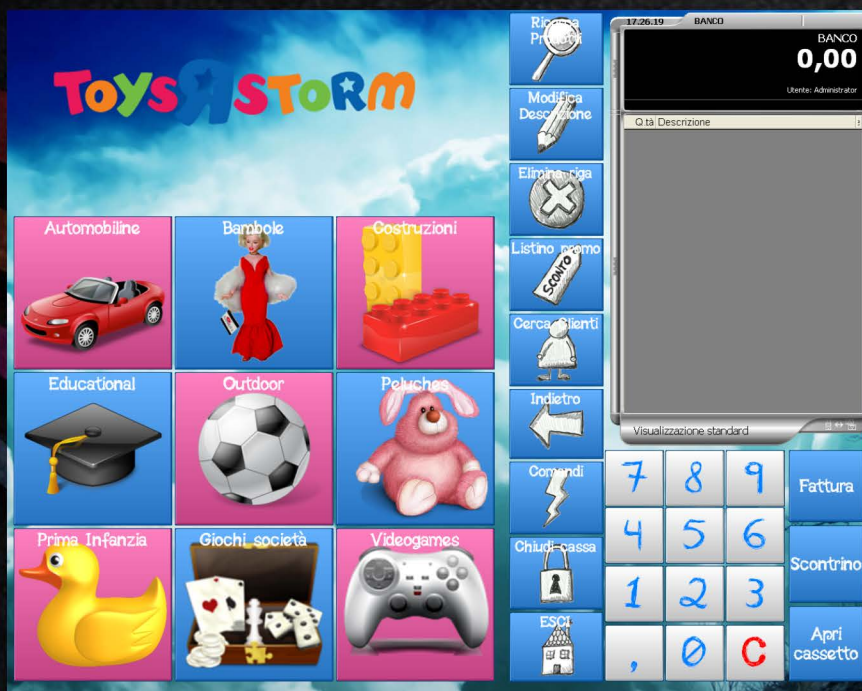 ToysЯSTORM
Automobiline
Bambole
Costruzioni
Educational
Outdoor
Peluches
Prima Infanzia
Giochi società
Videogames
Ricerca
Prodotti
Modifica
Descrizione
Elimina riga
Listino promo
SCONTO
Cerca Clienti
Indietro
Comandi
Chiudi cassa
ESCI
17.26.19 BANCO
BANCO
0,00
Utente: Administrator
Q.tà Descrizione
Visualizzazione standard
7 8 9
4 5 6
1 2 3
, 0 C
Fattura
Scontrino
Apri
cassetto